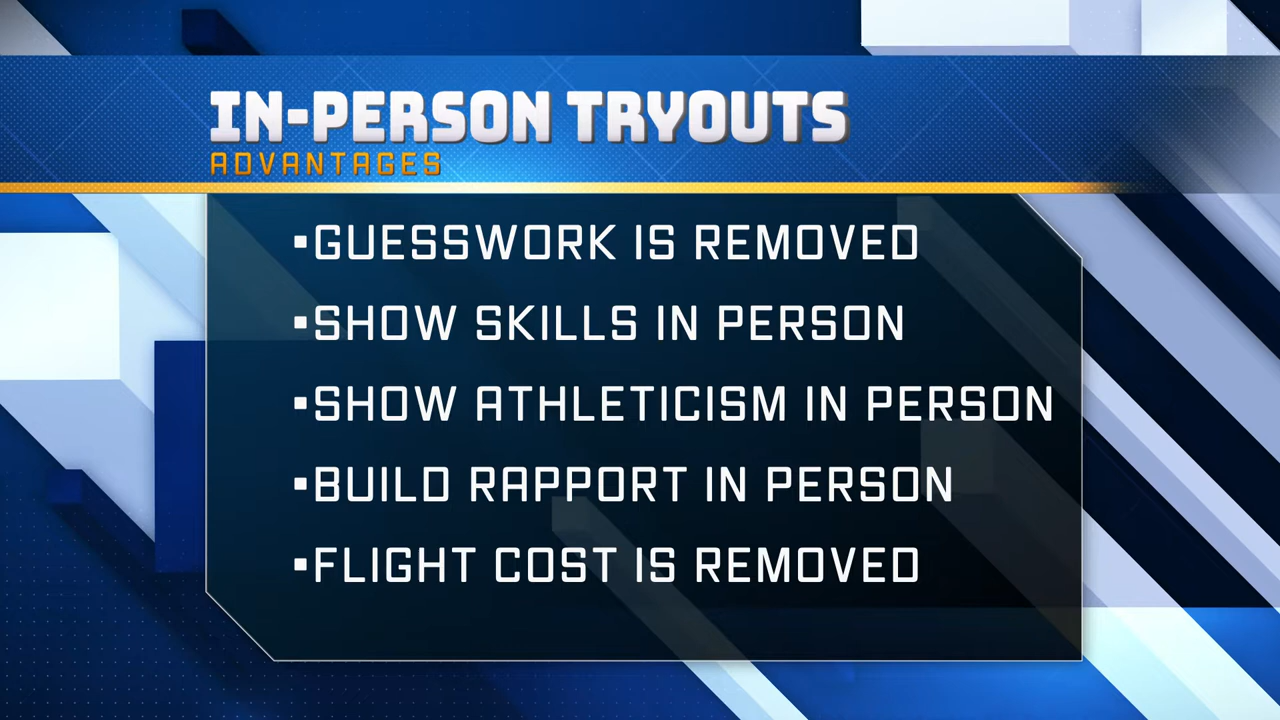 IN-PERSON TRYOUTS
ADVANTAGES
▪GUESSWORK IS REMOVED
▪SHOW SKILLS IN PERSON
▪SHOW ATHLETICISM IN PERSON
▪BUILD RAPPORT IN PERSON
▪FLIGHT COST IS REMOVED